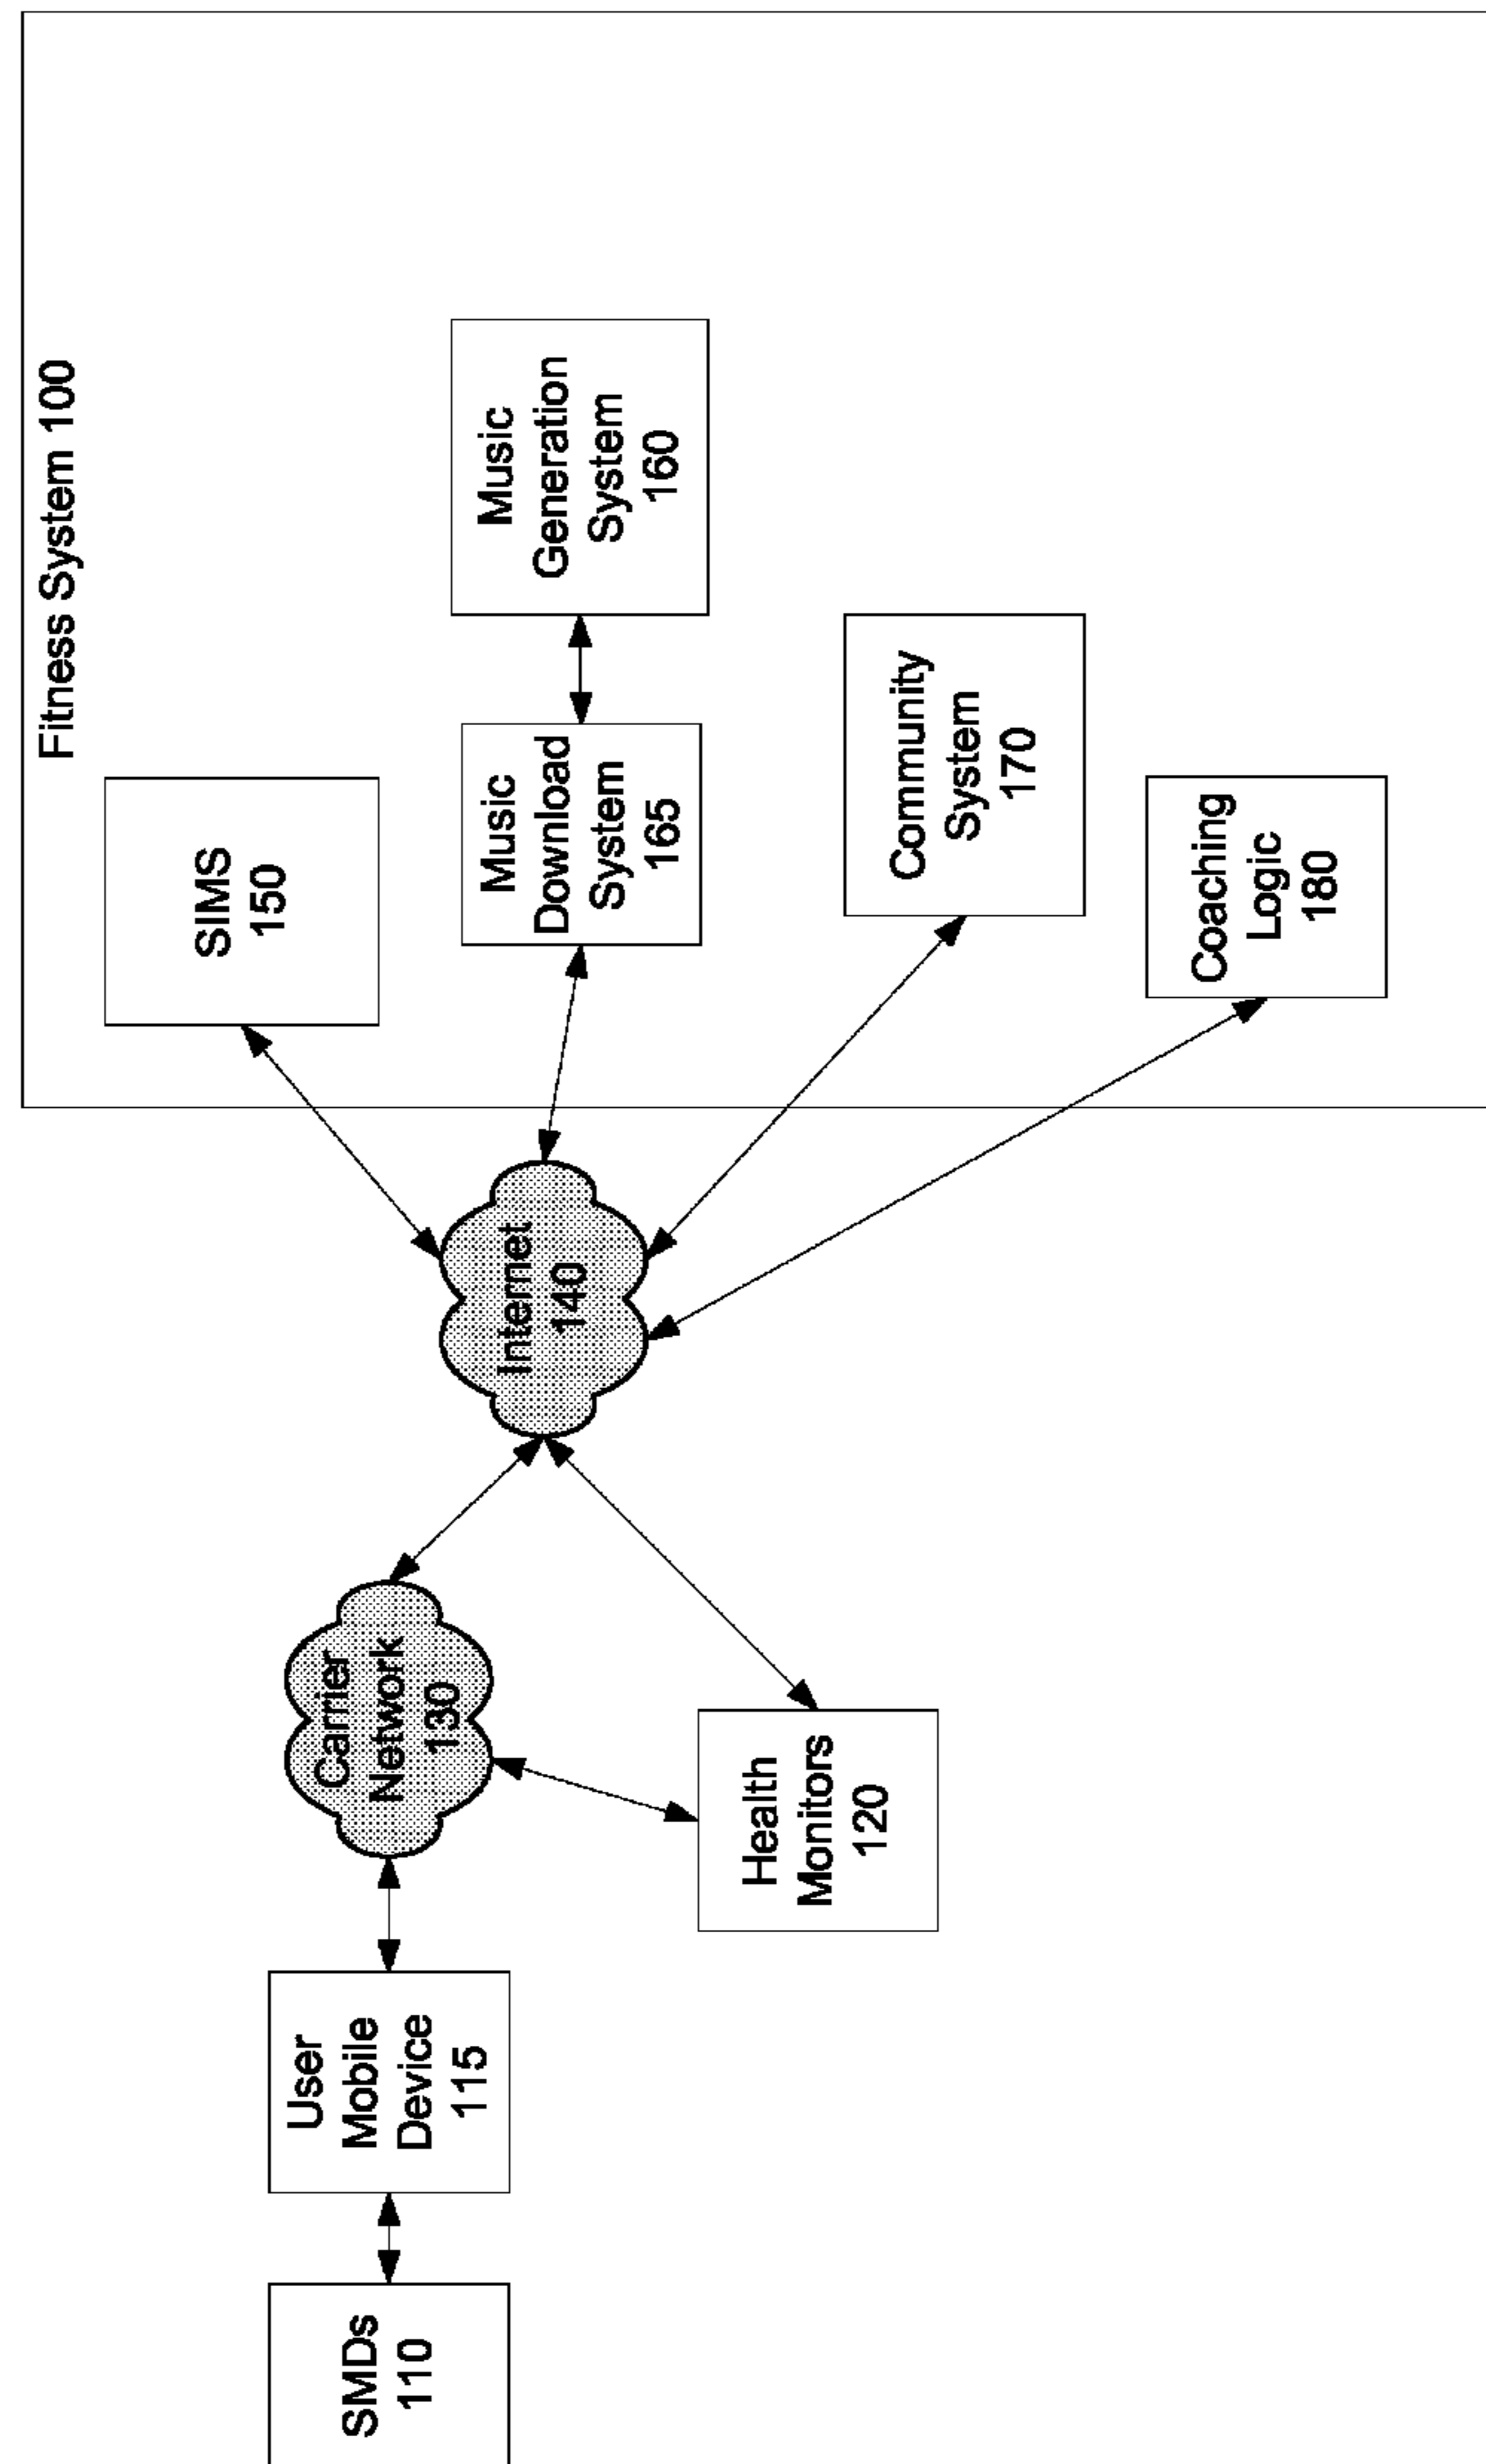 Fitness System 100
SIMS
150
Music
Generation
System
160
Music
Download
System
165
Community
System
170
Coaching
Logic
180
Internet
140
Carrier
Network
130
Health
Monitors
120
User
Mobile
Device
115
SMDs
110